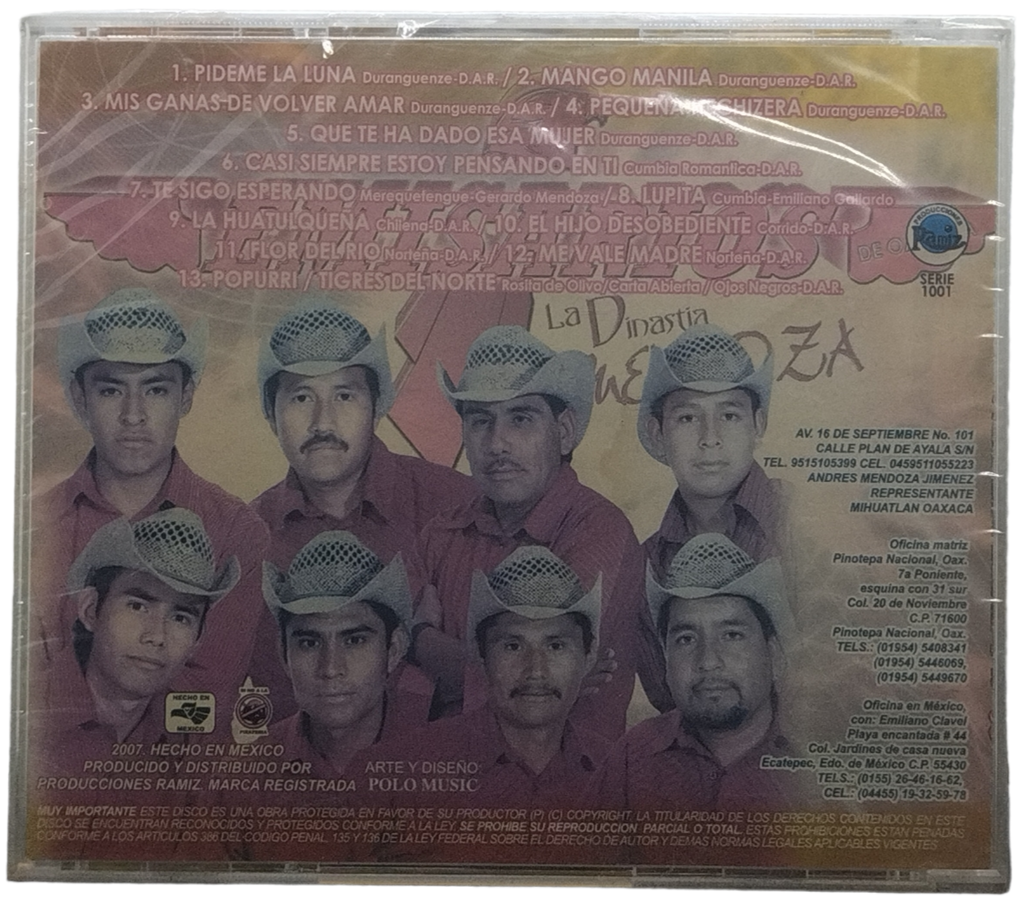 1. PIDEME LA LUNA Duranguenze-D.A.R. / 2. MANGO MANILA Duranguenze-D.A.R.
3. MIS GANAS DE VOLVER AMAR Duranguenze-D.A.R. / 4. PEQUENA HECHIZERA Duranguenze-D.A.R.
5. QUE TE HA DADO ESA MUJER Duranguenze-D.A.R.
6. CASI SIEMPRE ESTOY PENSANDO EN TI Cumbia Romantica-D.A.R.
7. TE SIGO ESPERANDO Merequetengue-Gerardo Mendoza / 8. LUPITA Cumbia-Emiliano Gallardo
9. LA HUATULQUEÑA Chilena-D.A.R. / 10. EL HIJO DESOBEDIENTE Corrido-D.A.R.
11. FLOR DEL RIO Norteña-D.A.R. / 12. ME VALE MADRE Norteña-D.A.R.
13. POPURRI / TIGRES DEL NORTE Rosita de Olivo/Carta Abierta/Ojos Negros-D.A.R.
PRODUCCIONES
Ramiz
SERIE
1001
LA DINASTIA
MENDOZA
AV. 16 DE SEPTIEMBRE No. 101
CALLE PLAN DE AYALA S/N
TEL. 9515105399 CEL. 0459511055223
ANDRES MENDOZA JIMENEZ
REPRESENTANTE
MIHUATLAN OAXACA
Oficina matriz
Pinotepa Nacional, Oax.
7a Poniente,
esquina con 31 sur
Col. 20 de Noviembre
C.P. 71600
Pinotepa Nacional, Oax.
TELS.: (01954) 5408341
(01954) 5446069,
(01954) 5449670
Oficina en México,
con: Emiliano Clavel
Playa encantada # 44
Col. Jardines de casa nueva
Ecatepec, Edo. de México C.P. 55430
TELS.: (0155) 26-46-16-62,
CEL.: (04455) 19-32-59-78
HECHO EN
MEXICO
NI DE A LA
PIRATERIA
2007. HECHO EN MEXICO
PRODUCIDO Y DISTRIBUIDO POR
PRODUCCIONES RAMIZ. MARCA REGISTRADA
ARTE Y DISEÑO:
POLO MUSIC
MUY IMPORTANTE ESTE DISCO ES UNA OBRA PROTEGIDA EN FAVOR DE SU PRODUCTOR (P) (C) COPYRIGHT. LA TITULARIDAD DE LOS DERECHOS CONTENIDOS EN ESTE
DISCO SE ENCUENTRAN RECONOCIDOS Y PROTEGIDOS CONFORME A LA LEY. SE PROHIBE SU REPRODUCCION PARCIAL O TOTAL. ESTAS PROHIBICIONES ESTAN PENADAS
CONFORME A LOS ARTICULOS 386 DEL CODIGO PENAL, 135 Y 136 DE LA LEY FEDERAL SOBRE EL DERECHO DE AUTOR Y DEMAS NORMAS LEGALES APLICABLES VIGENTES